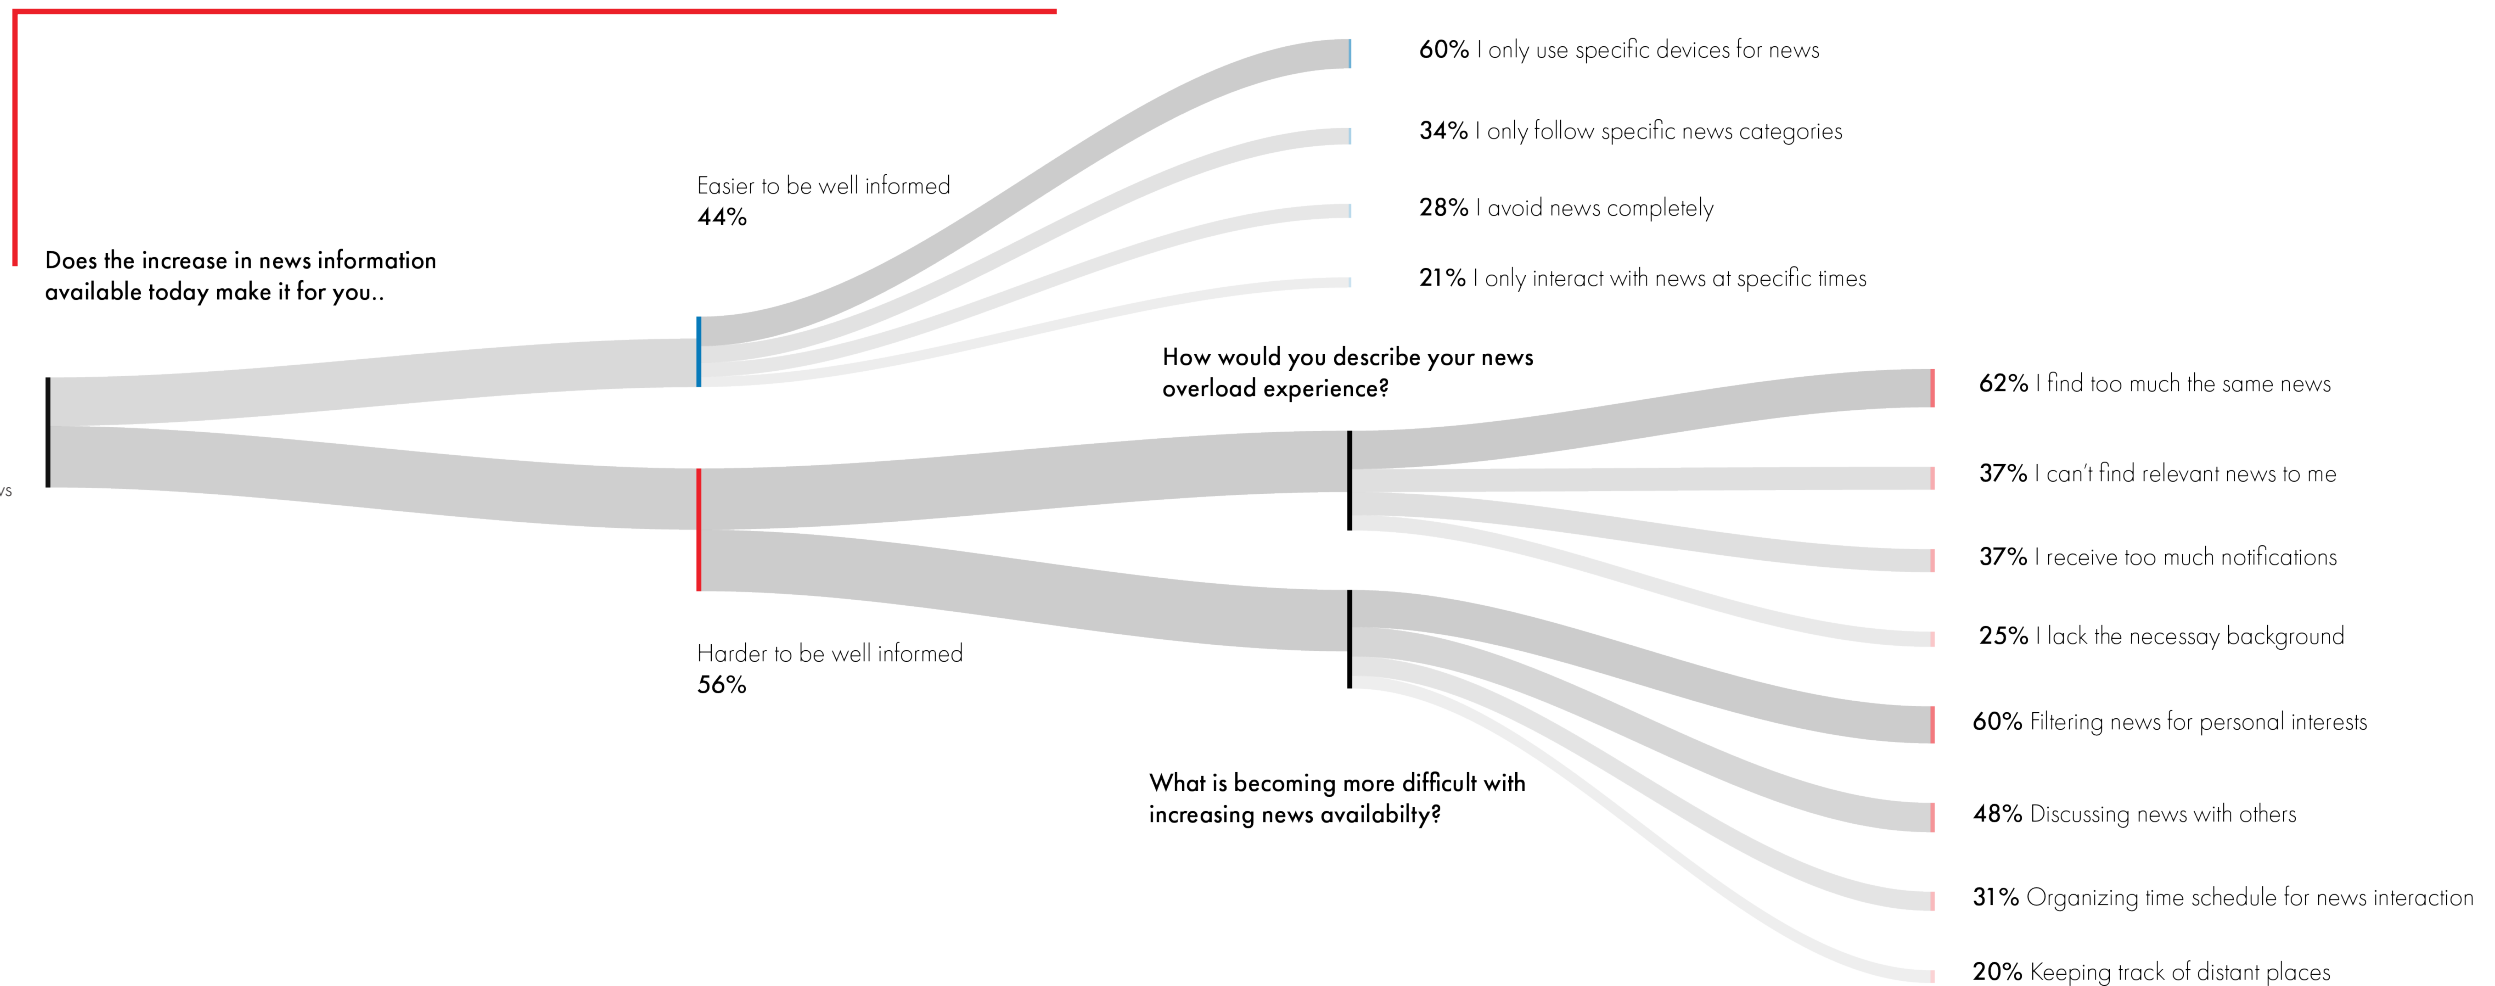 Does the increase in news information
available today make it for you..
ws
Easier to be well informed
44%
Harder to be well informed
56%
60% I only use specific devices for news
34% I only follow specific news categories
28% I avoid news completely
21% I only interact with news at specific times
How would you describe your news
overload experience?
62% I find too much the same news
37% I can't find relevant news to me
37% I receive too much notifications
25% I lack the necessay background
What is becoming more difficult with
increasing news availabilty?
60% Filtering news for personal interests
48% Discussing news with others
31% Organizing time schedule for news interaction
20% Keeping track of distant places